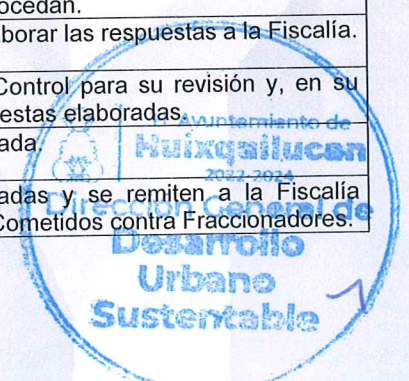 ocedan.
borar las respuestas a la Fiscalía.
Control para su revisión y, en su
estas elaboradas.
Ayuntamiento de
ada.
Huixquilucan
2022-2024
adas y se remiten a la Fiscalía
Dirección General de
Cometidos contra Fraccionadores.
Desarrollo
Urbano
Sustentable